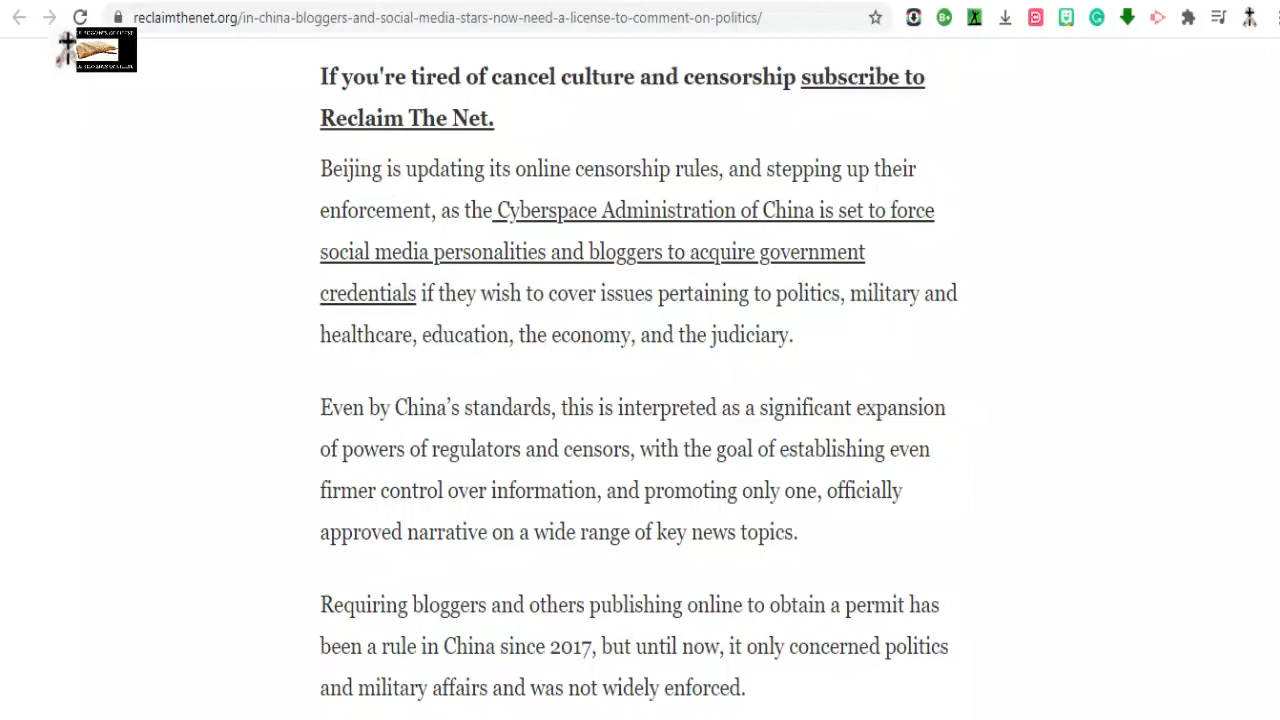 reclaimthenet.org/in-china-bloggers-and-social-media-stars-now-need-a-license-to-comment-on-politics/
If you're tired of cancel culture and censorship subscribe to
Reclaim The Net.
Beijing is updating its online censorship rules, and stepping up their
enforcement, as the Cyberspace Administration of China is set to force
social media personalities and bloggers to acquire government
credentials if they wish to cover issues pertaining to politics, military and
healthcare, education, the economy, and the judiciary.
Even by China’s standards, this is interpreted as a significant expansion
of powers of regulators and censors, with the goal of establishing even
firmer control over information, and promoting only one, officially
approved narrative on a wide range of key news topics.
Requiring bloggers and others publishing online to obtain a permit has
been a rule in China since 2017, but until now, it only concerned politics
and military affairs and was not widely enforced.